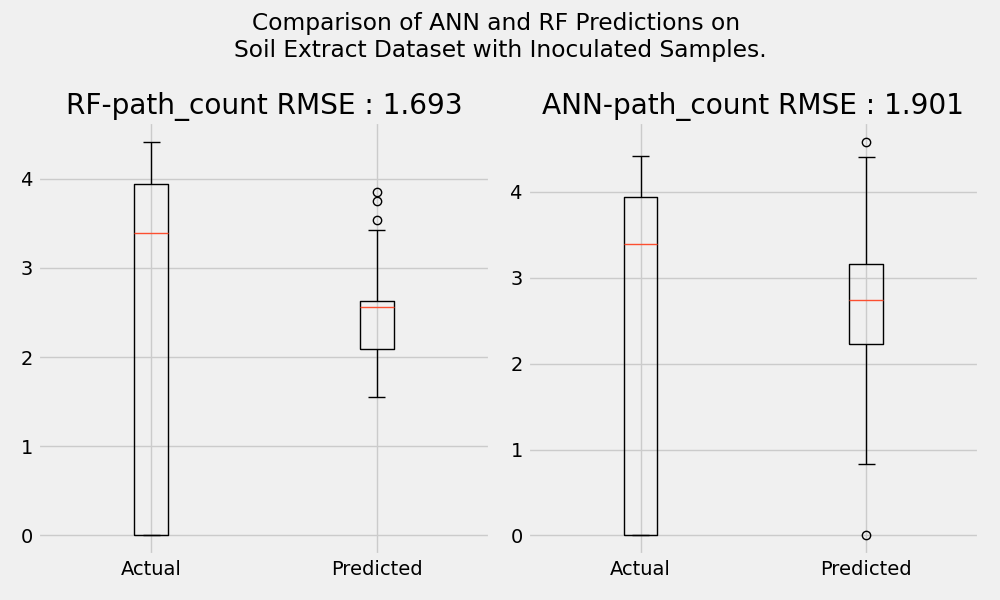 Comparison of ANN and RF Predictions on
Soil Extract Dataset with Inoculated Samples.
RF-path_count RMSE : 1.693
4
3
2
1
0
Actual
Predicted
ANN-path_count RMSE : 1.901
4
3
2
1
0
Actual
Predicted